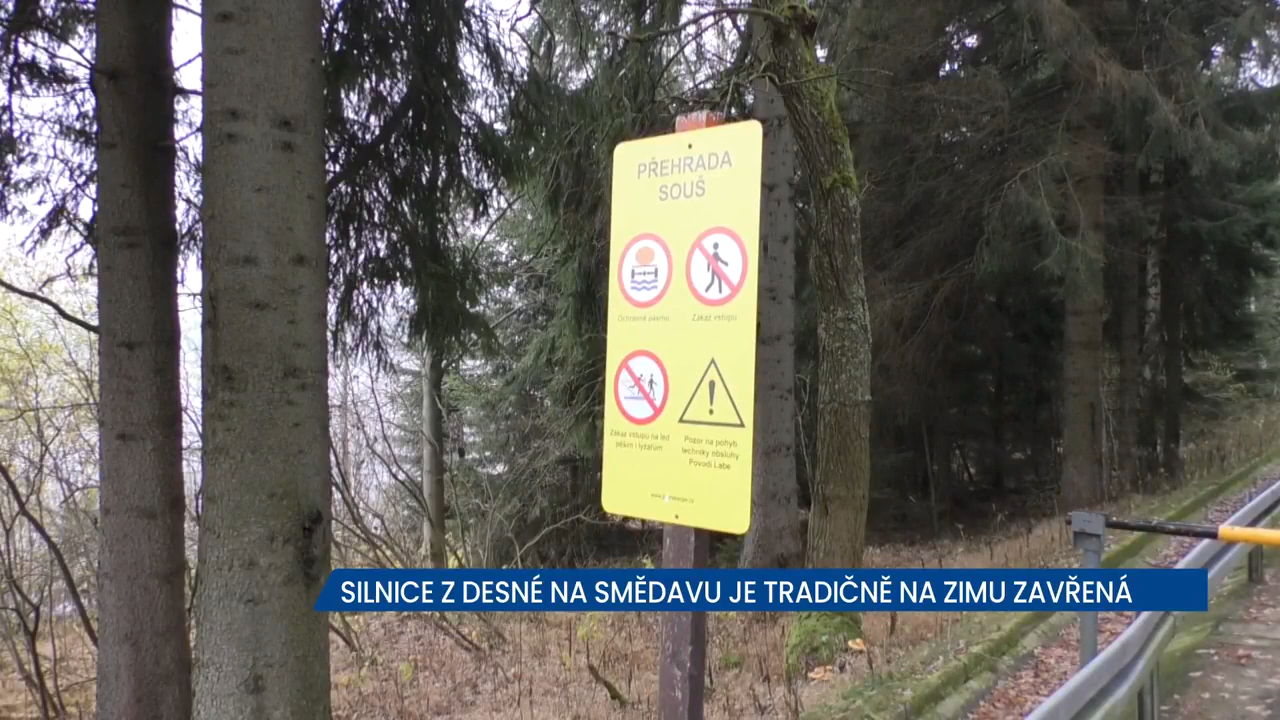 PŘEHRADA
SOUŠ
Ochranné pásmo
Zákaz vstupu
Zákaz vstupu na led
pěším i lyžařům
Pozor na pohyb
techniky obsluhy
Povodí Labe
SILNICE Z DESNÉ NA SMĚDAVU JE TRADIČNĚ NA ZIMU ZAVŘENÁ